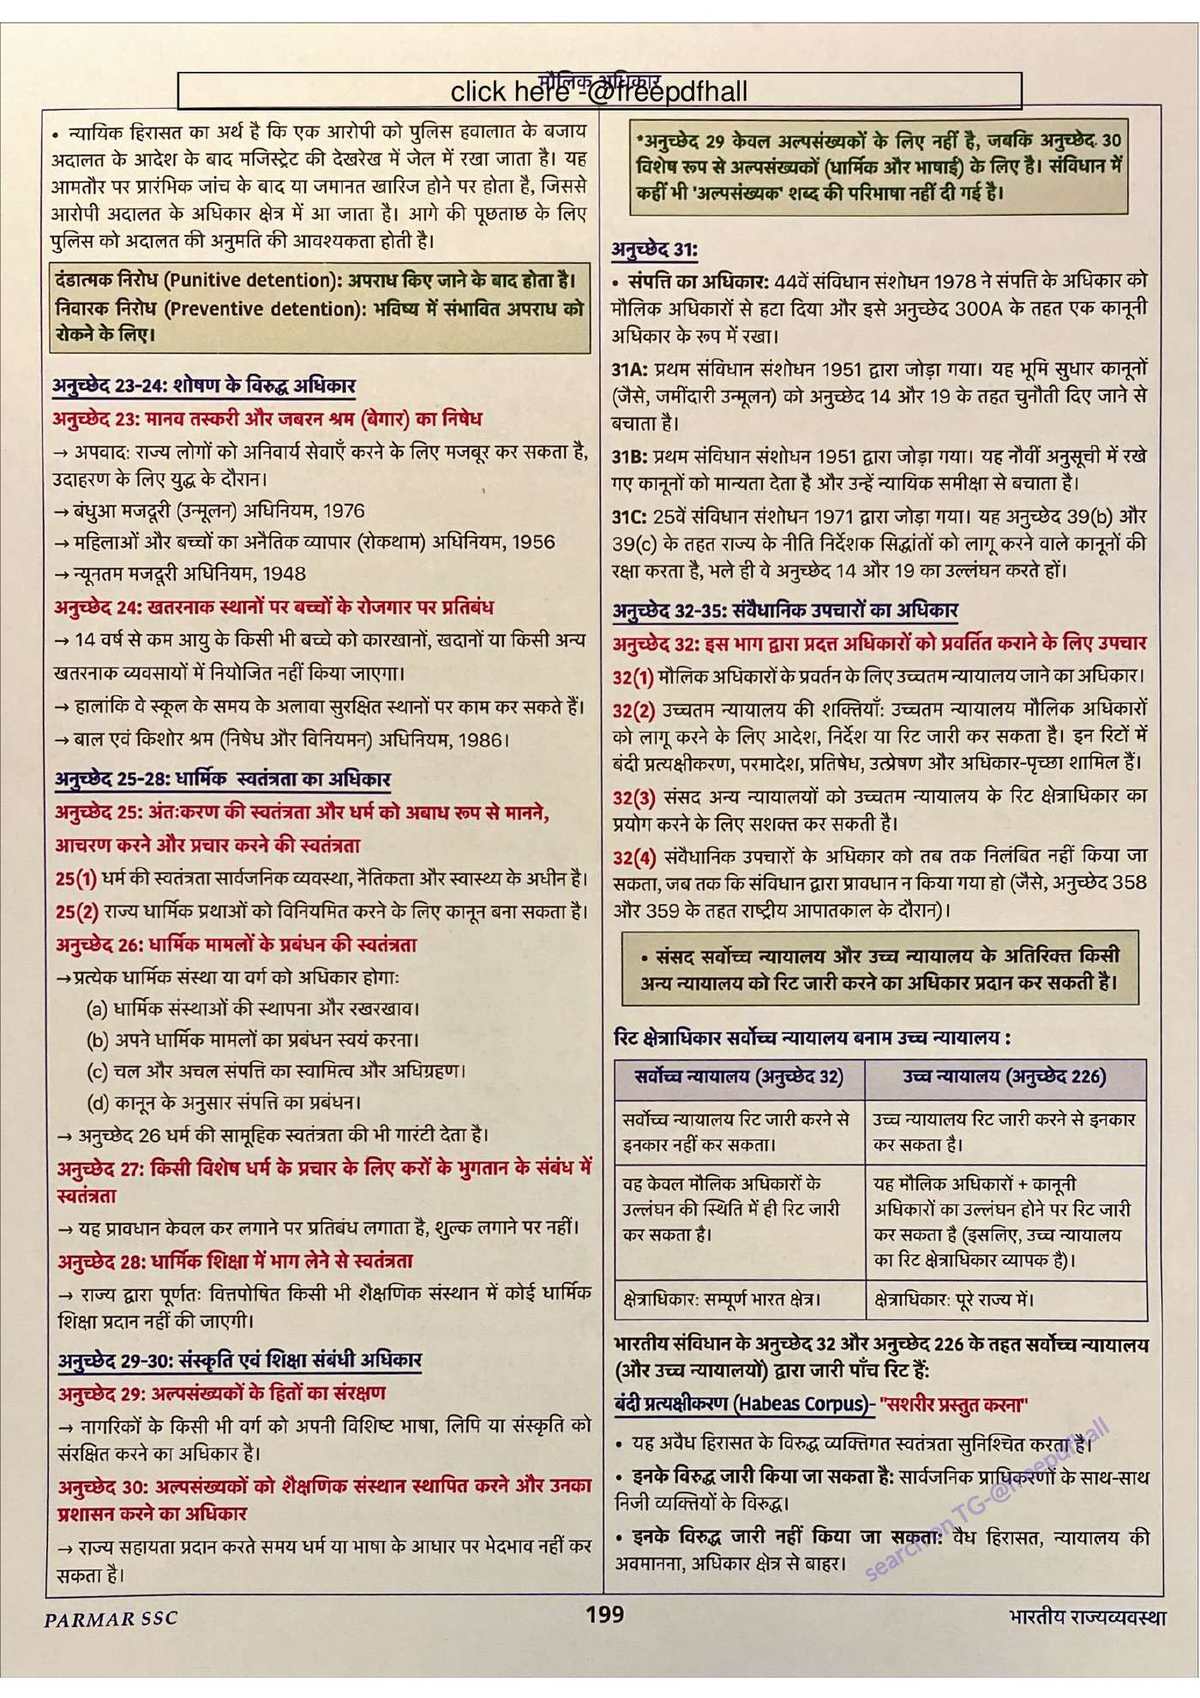 मौलिक अधिकार
click here -@freepdfhall
• न्यायिक हिरासत का अर्थ है कि एक आरोपी को पुलिस हवालात के बजाय
अदालत के आदेश के बाद मजिस्ट्रेट की देखरेख में जेल में रखा जाता है। यह
आमतौर पर प्रारंभिक जांच के बाद या जमानत खारिज होने पर होता है, जिससे
आरोपी अदालत के अधिकार क्षेत्र में आ जाता है। आगे की पूछताछ के लिए
पुलिस को अदालत की अनुमति की आवश्यकता होती है।
दंडात्मक निरोध (Punitive detention): अपराध किए जाने के बाद होता है।
निवारक निरोध (Preventive detention): भविष्य में संभावित अपराध को
रोकने के लिए।
अनुच्छेद 23-24: शोषण के विरुद्ध अधिकार
अनुच्छेद 23: मानव तस्करी और जबरन श्रम (बेगार) का निषेध
→ अपवाद: राज्य लोगों को अनिवार्य सेवाएँ करने के लिए मजबूर कर सकता है,
उदाहरण के लिए युद्ध के दौरान।
→ बंधुआ मजदूरी (उन्मूलन) अधिनियम, 1976
→ महिलाओं और बच्चों का अनैतिक व्यापार (रोकथाम) अधिनियम, 1956
→ न्यूनतम मजदूरी अधिनियम, 1948
अनुच्छेद 24: खतरनाक स्थानों पर बच्चों के रोजगार पर प्रतिबंध
→ 14 वर्ष से कम आयु के किसी भी बच्चे को कारखानों, खदानों या किसी अन्य
खतरनाक व्यवसायों में नियोजित नहीं किया जाएगा।
→ हालांकि वे स्कूल के समय के अलावा सुरक्षित स्थानों पर काम कर सकते हैं।
→ बाल एवं किशोर श्रम (निषेध और विनियमन) अधिनियम, 1986।
अनुच्छेद 25-28: धार्मिक स्वतंत्रता का अधिकार
अनुच्छेद 25: अंतःकरण की स्वतंत्रता और धर्म को अबाध रूप से मानने,
आचरण करने और प्रचार करने की स्वतंत्रता
25(1) धर्म की स्वतंत्रता सार्वजनिक व्यवस्था, नैतिकता और स्वास्थ्य के अधीन है।
25(2) राज्य धार्मिक प्रथाओं को विनियमित करने के लिए कानून बना सकता है।
अनुच्छेद 26: धार्मिक मामलों के प्रबंधन की स्वतंत्रता
→प्रत्येक धार्मिक संस्था या वर्ग को अधिकार होगाः
(a) धार्मिक संस्थाओं की स्थापना और रखरखाव।
(b) अपने धार्मिक मामलों का प्रबंधन स्वयं करना।
(c) चल और अचल संपत्ति का स्वामित्व और अधिग्रहण।
(d) कानून के अनुसार संपत्ति का प्रबंधन।
→ अनुच्छेद 26 धर्म की सामूहिक स्वतंत्रता की भी गारंटी देता है।
अनुच्छेद 27: किसी विशेष धर्म के प्रचार के लिए करों के भुगतान के संबंध में
स्वतंत्रता
→ यह प्रावधान केवल कर लगाने पर प्रतिबंध लगाता है, शुल्क लगाने पर नहीं।
अनुच्छेद 28: धार्मिक शिक्षा में भाग लेने से स्वतंत्रता
→ राज्य द्वारा पूर्णतः वित्तपोषित किसी भी शैक्षणिक संस्थान में कोई धार्मिक
शिक्षा प्रदान नहीं की जाएगी।
अनुच्छेद 29-30: संस्कृति एवं शिक्षा संबंधी अधिकार
अनुच्छेद 29: अल्पसंख्यकों के हितों का संरक्षण
→ नागरिकों के किसी भी वर्ग को अपनी विशिष्ट भाषा, लिपि या संस्कृति को
संरक्षित करने का अधिकार है।
अनुच्छेद 30: अल्पसंख्यकों को शैक्षणिक संस्थान स्थापित करने और उनका
प्रशासन करने का अधिकार
→ राज्य सहायता प्रदान करते समय धर्म या भाषा के आधार पर भेदभाव नहीं कर
सकता है।
*अनुच्छेद 29 केवल अल्पसंख्यकों के लिए नहीं है, जबकि अनुच्छेद 30
विशेष रूप से अल्पसंख्यकों (धार्मिक और भाषाई) के लिए है। संविधान में
कहीं भी 'अल्पसंख्यक' शब्द की परिभाषा नहीं दी गई है।
अनुच्छेद 31:
• संपत्ति का अधिकार: 44वें संविधान संशोधन 1978 ने संपत्ति के अधिकार को
मौलिक अधिकारों से हटा दिया और इसे अनुच्छेद 300A के तहत एक कानूनी
अधिकार के रूप में रखा।
31A: प्रथम संविधान संशोधन 1951 द्वारा जोड़ा गया। यह भूमि सुधार कानूनों
(जैसे, जमींदारी उन्मूलन) को अनुच्छेद 14 और 19 के तहत चुनौती दिए जाने से
बचाता है।
31B: प्रथम संविधान संशोधन 1951 द्वारा जोड़ा गया। यह नौवीं अनुसूची में रखे
गए कानूनों को मान्यता देता है और उन्हें न्यायिक समीक्षा से बचाता है।
31C: 25वें संविधान संशोधन 1971 द्वारा जोड़ा गया। यह अनुच्छेद 39(b) और
39(c) के तहत राज्य के नीति निर्देशक सिद्धांतों को लागू करने वाले कानूनों की
रक्षा करता है, भले ही वे अनुच्छेद 14 और 19 का उल्लंघन करते हों।
अनुच्छेद 32-35: संवैधानिक उपचारों का अधिकार
अनुच्छेद 32: इस भाग द्वारा प्रदत्त अधिकारों को प्रवर्तित कराने के लिए उपचार
32(1) मौलिक अधिकारों के प्रवर्तन के लिए उच्चतम न्यायालय जाने का अधिकार।
32(2) उच्चतम न्यायालय की शक्तियाँ: उच्चतम न्यायालय मौलिक अधिकारों
को लागू करने के लिए आदेश, निर्देश या रिट जारी कर सकता है। इन रिटों में
बंदी प्रत्यक्षीकरण, परमादेश, प्रतिषेध, उत्प्रेषण और अधिकार-पृच्छा शामिल हैं।
32(3) संसद अन्य न्यायालयों को उच्चतम न्यायालय के रिट क्षेत्राधिकार का
प्रयोग करने के लिए सशक्त कर सकती है।
32(4) संवैधानिक उपचारों के अधिकार को तब तक निलंबित नहीं किया जा
सकता, जब तक कि संविधान द्वारा प्रावधान न किया गया हो (जैसे, अनुच्छेद 358
और 359 के तहत राष्ट्रीय आपातकाल के दौरान)।
• संसद सर्वोच्च न्यायालय और उच्च न्यायालय के अतिरिक्त किसी
अन्य न्यायालय को रिट जारी करने का अधिकार प्रदान कर सकती है।
रिट क्षेत्राधिकार सर्वोच्च न्यायालय बनाम उच्च न्यायालय :
सर्वोच्च न्यायालय (अनुच्छेद 32) उच्च न्यायालय (अनुच्छेद 226)
सर्वोच्च न्यायालय रिट जारी करने से
इनकार नहीं कर सकता।
उच्च न्यायालय रिट जारी करने से इनकार
कर सकता है।
वह केवल मौलिक अधिकारों के
उल्लंघन की स्थिति में ही रिट जारी
कर सकता है।
यह मौलिक अधिकारों + कानूनी
अधिकारों का उल्लंघन होने पर रिट जारी
कर सकता है (इसलिए, उच्च न्यायालय
का रिट क्षेत्राधिकार व्यापक है)।
क्षेत्राधिकार: सम्पूर्ण भारत क्षेत्र।
क्षेत्राधिकार: पूरे राज्य में।
भारतीय संविधान के अनुच्छेद 32 और अनुच्छेद 226 के तहत सर्वोच्च न्यायालय
(और उच्च न्यायालयों) द्वारा जारी पाँच रिट हैं:
बंदी प्रत्यक्षीकरण (Habeas Corpus)- "सशरीर प्रस्तुत करना"
• यह अवैध हिरासत के विरुद्ध व्यक्तिगत स्वतंत्रता सुनिश्चित करता है।
• इनके विरुद्ध जारी किया जा सकता है: सार्वजनिक प्राधिकरणों के साथ-साथ
निजी व्यक्तियों के विरुद्ध।
• इनके विरुद्ध जारी नहीं किया जा सकता: वैध हिरासत, न्यायालय की
अवमानना, अधिकार क्षेत्र से बाहर।
search on TG-@freepdfhall
PARMAR SSC
199
भारतीय राज्यव्यवस्था